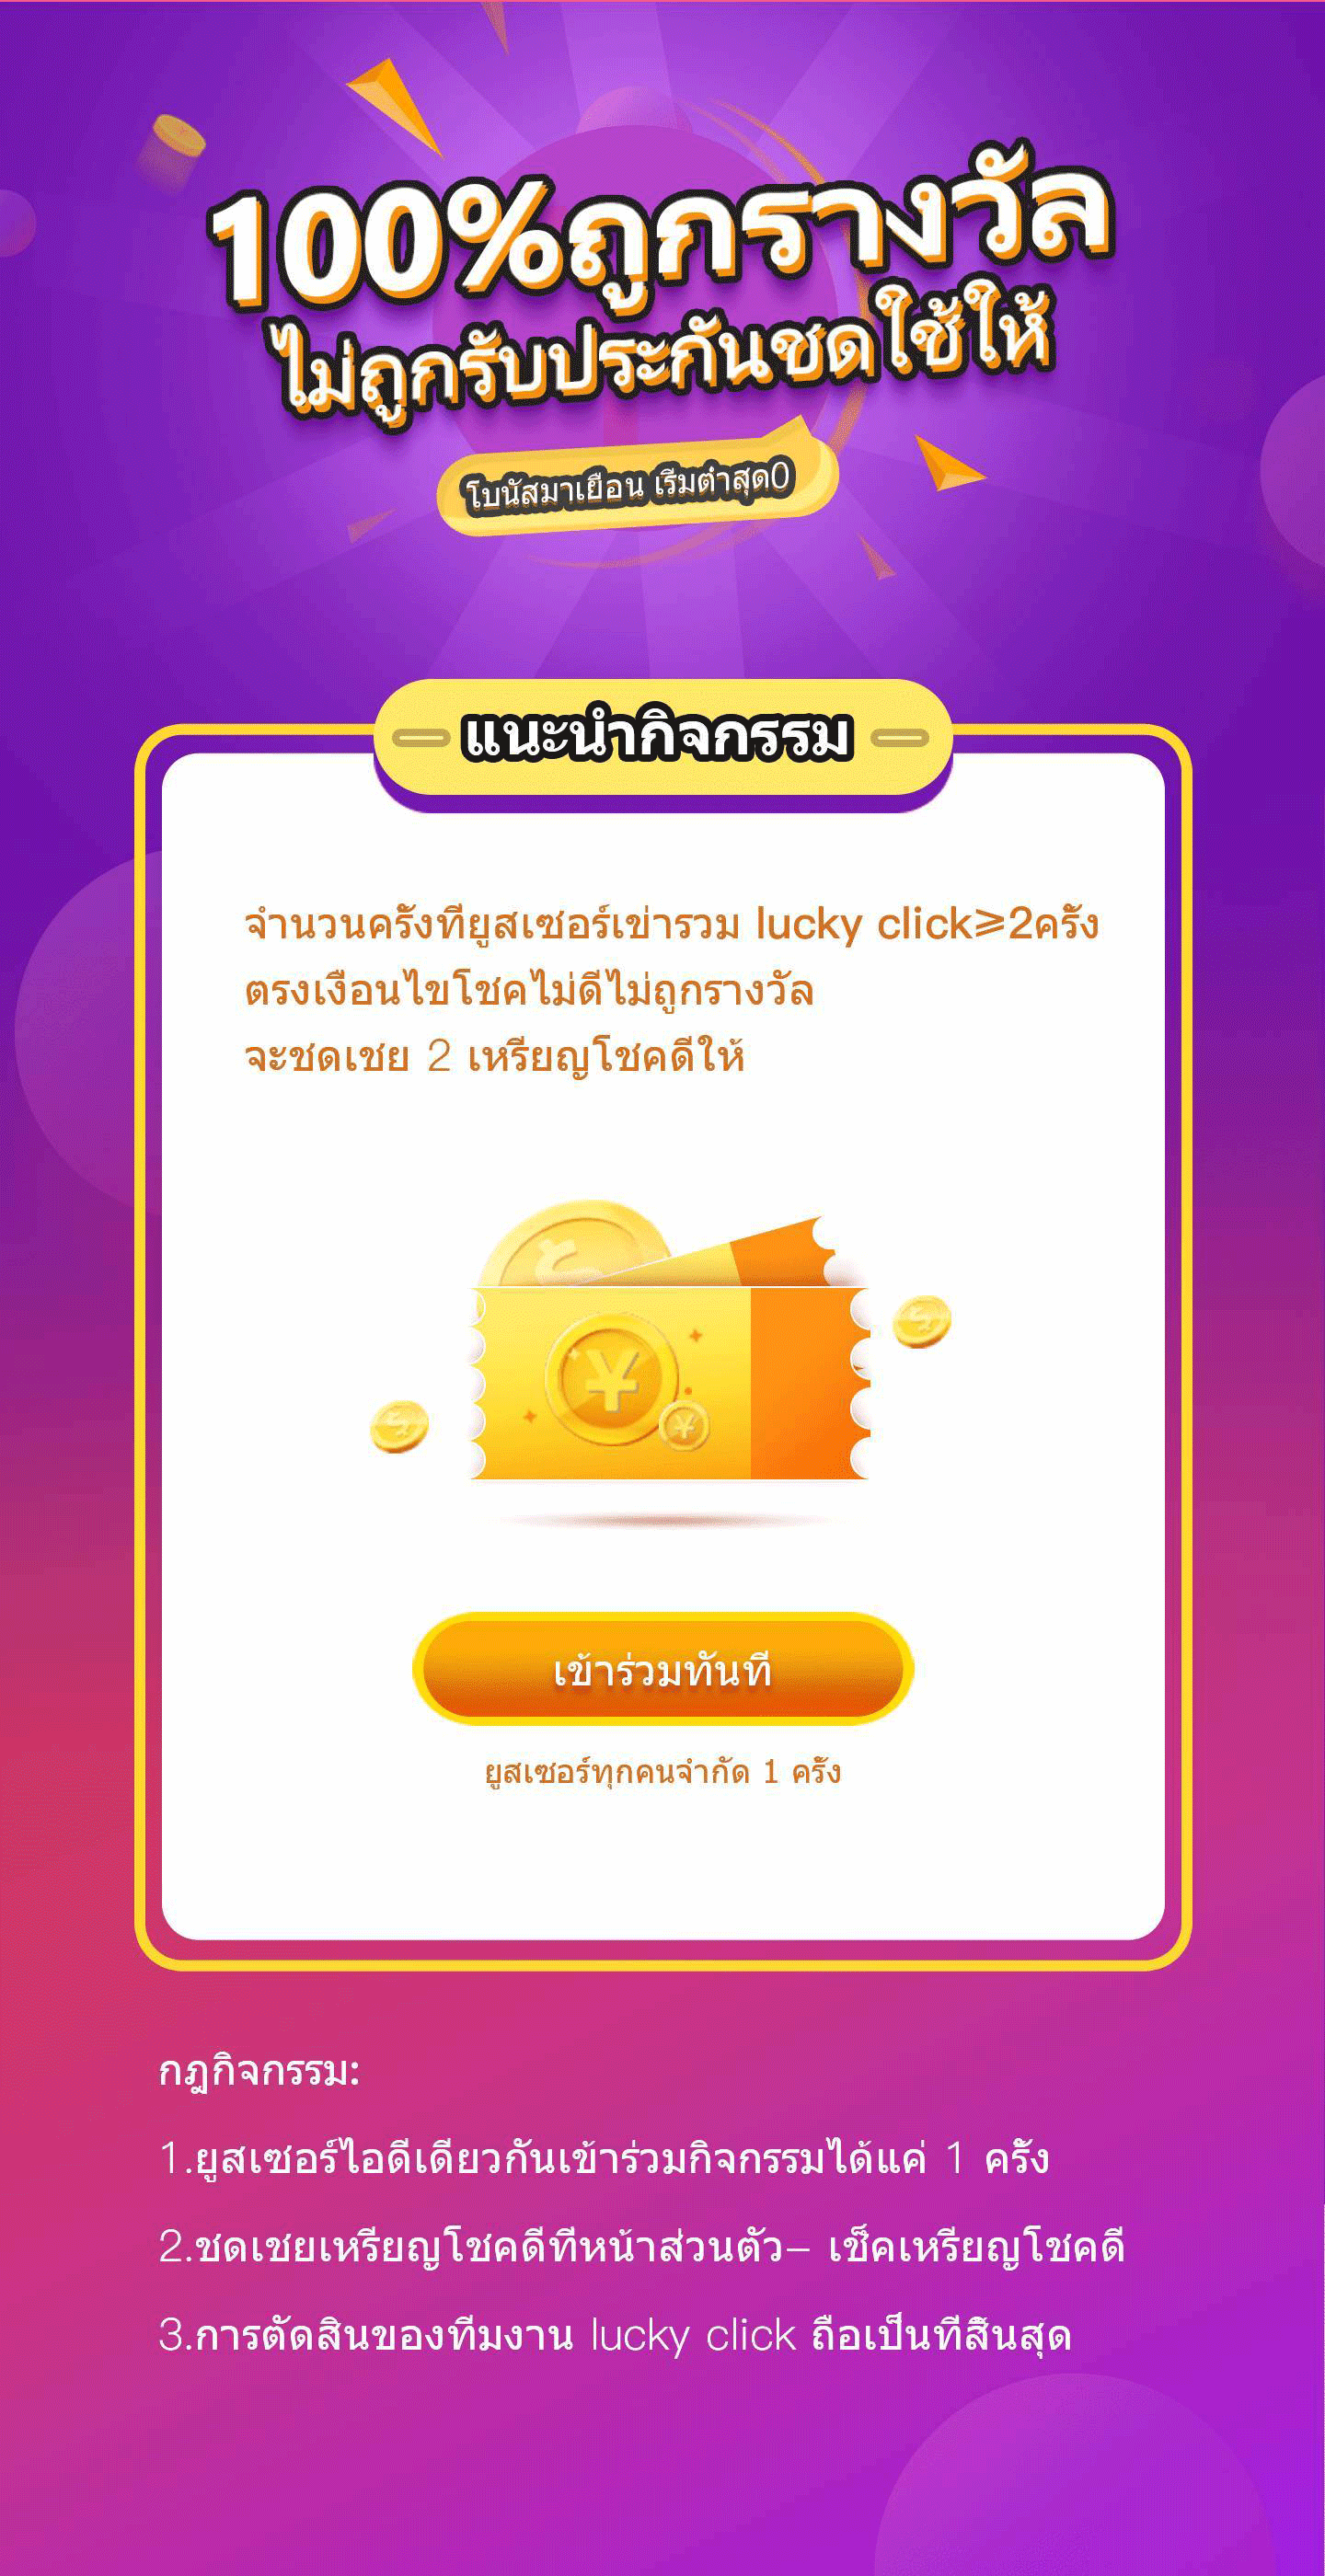 100%ถูกรางวัล
ไม่ถูกรับประกันชดใช้ให้
โบนัสมาเยือน เริ่มต่ำสุด0
แนะนำกิจกรรม
จำนวนครั้งที่ยูสเซอร์เข่ารวม lucky click≥2ครั้ง
ตรงเงื่อนไขโชคไม่ดีไม่ถูกรางวัล
จะชดเชย 2 เหรียญโชคดีให้
¥
¥
เข้าร่วมทันที
ยูสเซอร์ทุกคนจำกัด 1 ครั้ง
กฎกิจกรรม:
1.ยูสเซอร์ไอดีเดียวกันเข้าร่วมกิจกรรมได้แค่ 1 ครั้ง
2.ชดเชยเหรียญโชคดีที่หน้าส่วนตัว– เช็คเหรียญโชคดี
3.การตัดสินของทีมงาน lucky click ถือเป็นที่สิ้นสุด